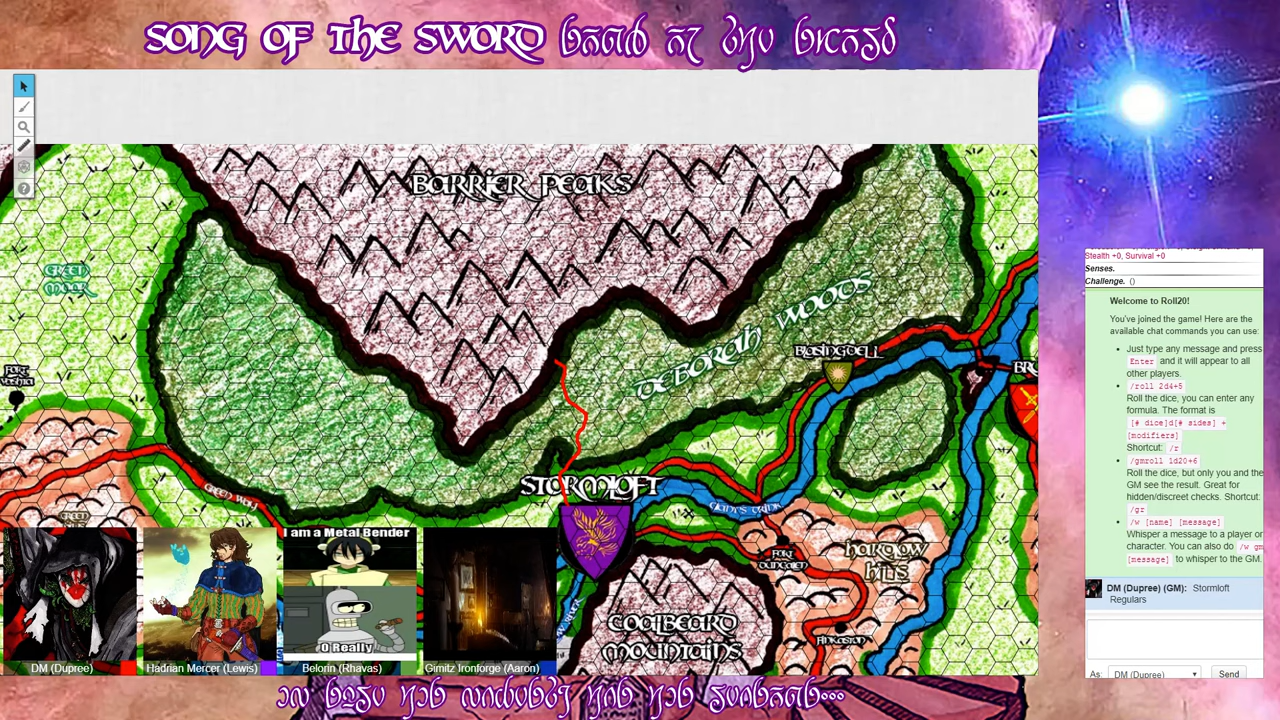 SONG OF THE SWORD
BARRIER PEAKS
GREEN
MOOR
DEBORAH WOODS
BLASINGDELL
FORT
STORMLOFT
GREEN WAY
GIANT'S DRINK
FORT
HARROW
HILLS
COALBEARD
MOUNTAINS
I am a Metal Bender
O Really
DM (Dupree)
Hadrian Mercer (Lewis)
Belorin (Rhavas)
Gimitz Ironforge (Aaron)
Stealth +0, Survival +0
Senses.
Challenge. ()
Welcome to Roll20!
You've joined the game! Here are the
available chat commands you can use:
• Just type any message and press
Enter and it will appear to all
other players.
• /roll 2d4+5
Roll the dice, you can enter any
formula. The format is
[# dice]d[# sides] +
[modifiers]
Shortcut: /r
• /gmroll 1d20+6
Roll the dice, but only you and the
GM see the result. Great for
hidden/discreet checks. Shortcut:
/gr
• /w [name] [message]
Whisper a message to a player or
character. You can also do /w gm
[message] to whisper to the GM.
DM (Dupree) (GM): Stormloft
Regulars
As: DM (Dupree) Send